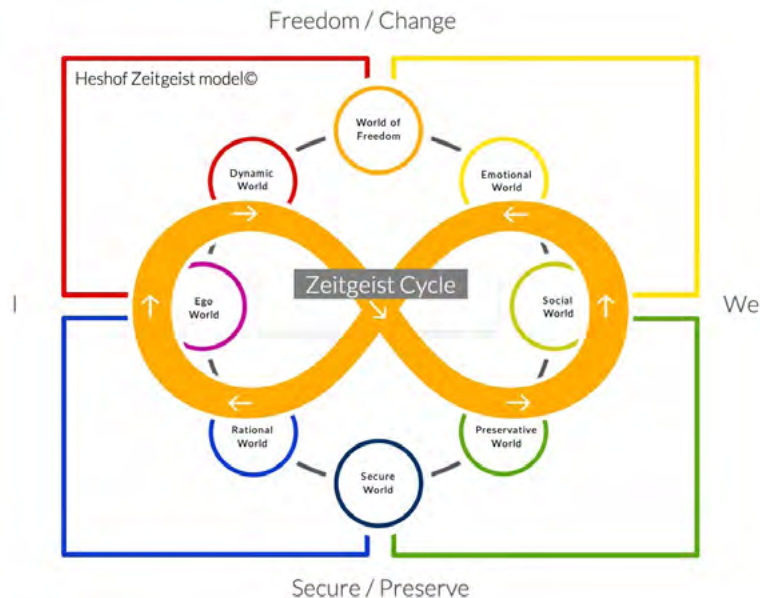 Freedom / Change
Heshof Zeitgeist model©
World of
Freedom
Dynamic
World
Emotional
World
Zeitgeist Cycle
I
Ego
World
Social
World
We
Rational
World
Preservative
World
Secure
World
Secure / Preserve